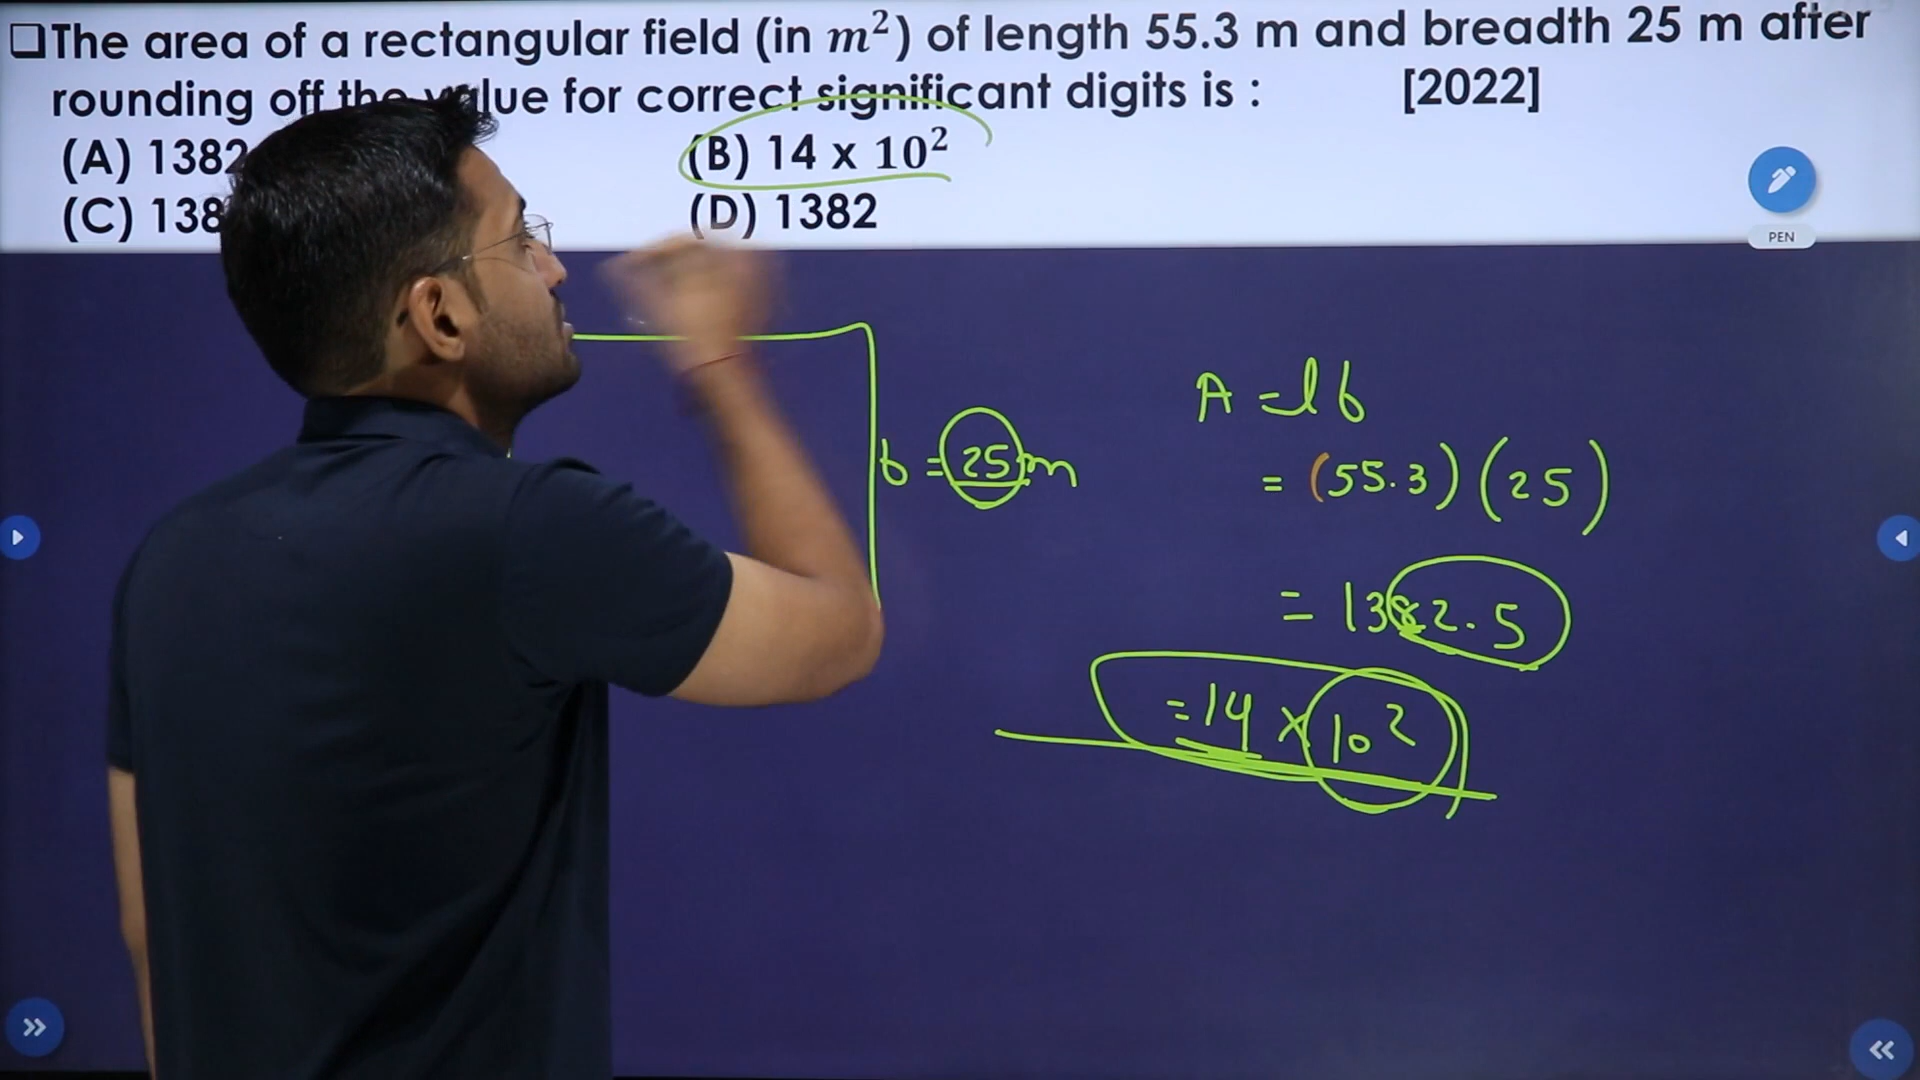 ❑The area of a rectangular field (in m²) of length 55.3 m and breadth 25 m after
rounding off the value for correct significant digits is : [2022]
(A) 1382 (B) 14 x 10²
(C) 138 (D) 1382
PEN
A = lb
b = 25 m = (55.3) (25)
= 1382.5
= 14 × 10²